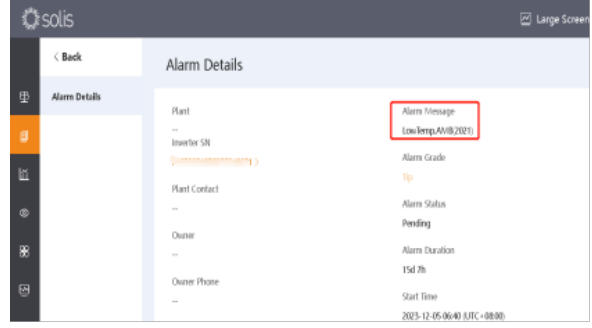 solis
Large Screen
< Back
Alarm Details
Alarm Details
Plant
--
Inverter SN
Plant Contact
--
Owner
--
Owner Phone
--
Alarm Message
LowTemp.AMB(2021)
Alarm Grade
Tip
Alarm Status
Pending
Alarm Duration
15d 7h
Start Time
2023-12-05 06:40 (UTC+08:00)